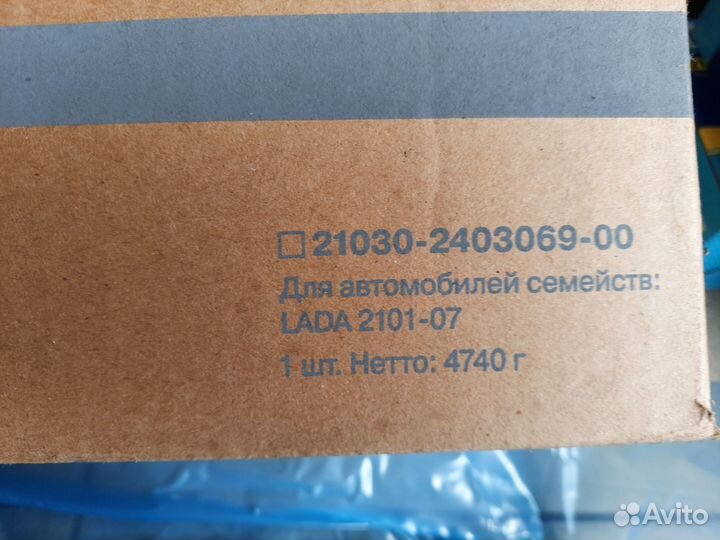 □21030-2403069-00
Для автомобилей семейств:
LADA 2101-07
1 шт. Нетто: 4740 г
Avito